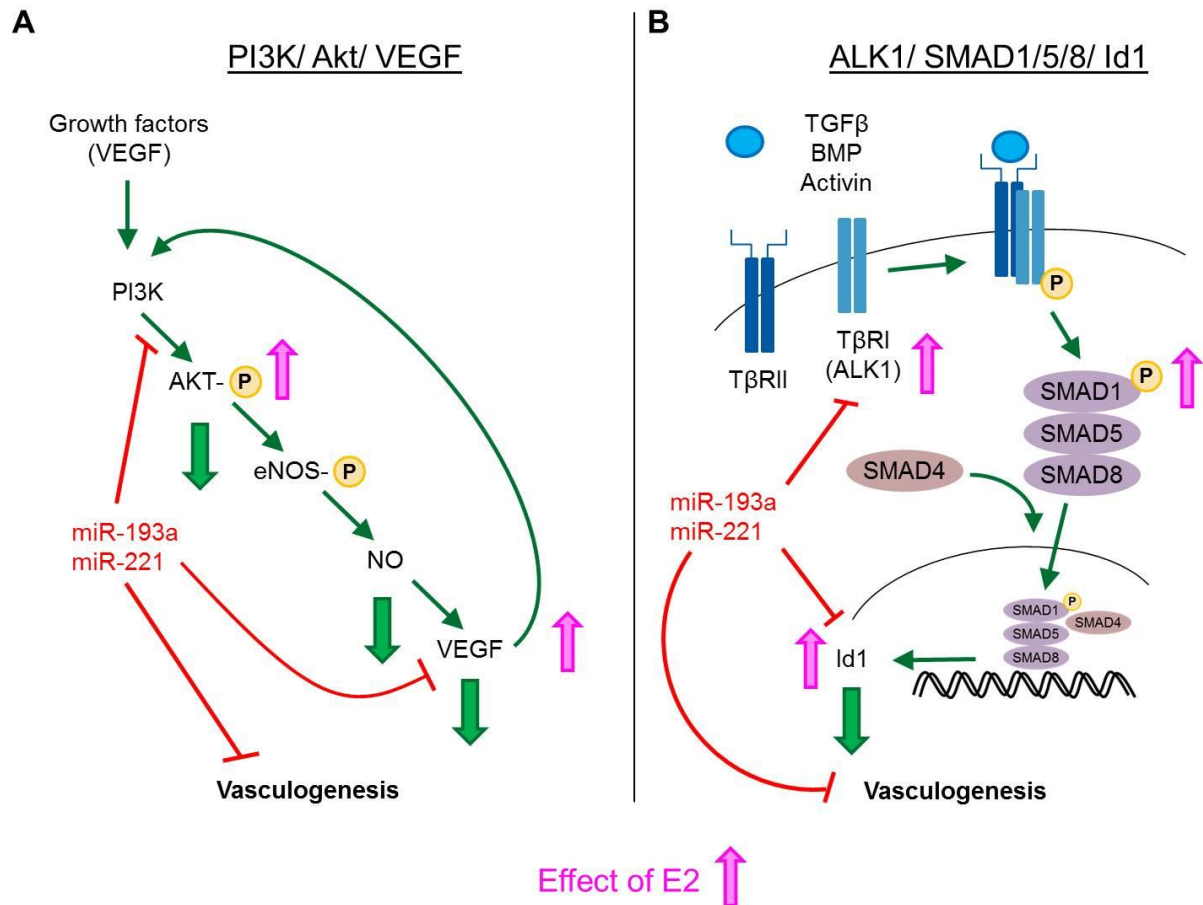 A
PI3K/ Akt/ VEGF
Growth factors
(VEGF)
PI3K
AKT- P
eNOS- P
miR-193a
miR-221
NO
VEGF
Vasculogenesis
B
ALK1/ SMAD1/5/8/ Id1
TGFβ
BMP
Activin
P
TβRII
TβRI
(ALK1)
P
SMAD1
SMAD5
SMAD8
SMAD4
miR-193a
miR-221
P
SMAD1
SMAD4
SMAD5
SMAD8
Id1
Vasculogenesis
Effect of E2